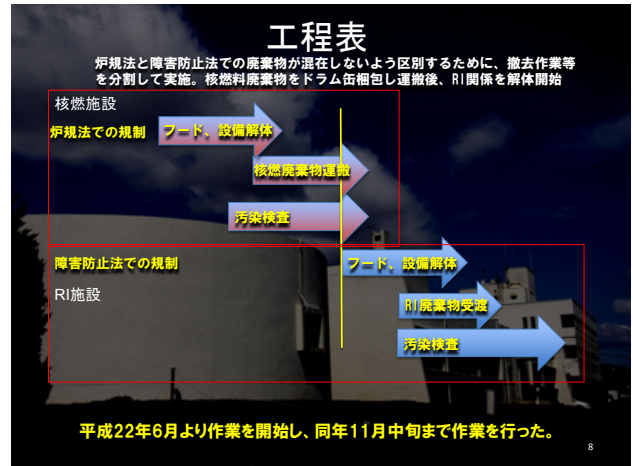 工程表
炉規法と障害防止法での廃棄物が混在しないよう区別するために、撤去作業等
を分割して実施。核燃料廃棄物をドラム缶梱包し運搬後、RI関係を解体開始
核燃施設
炉規法での規制
フード、設備解体
核燃廃棄物運搬
汚染検査
障害防止法での規制
フード、設備解体
RI施設
RI廃棄物受渡
汚染検査
平成22年6月より作業を開始し、同年11月中旬まで作業を行った。
8